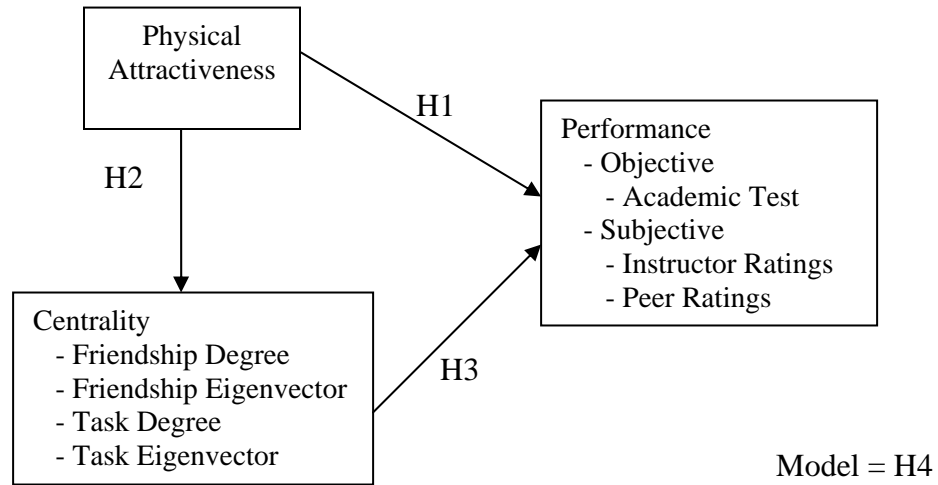 Physical
Attractiveness
H1
H2
Performance
- Objective
- Academic Test
- Subjective
- Instructor Ratings
- Peer Ratings
Centrality
- Friendship Degree
- Friendship Eigenvector
- Task Degree
- Task Eigenvector
H3
Model = H4